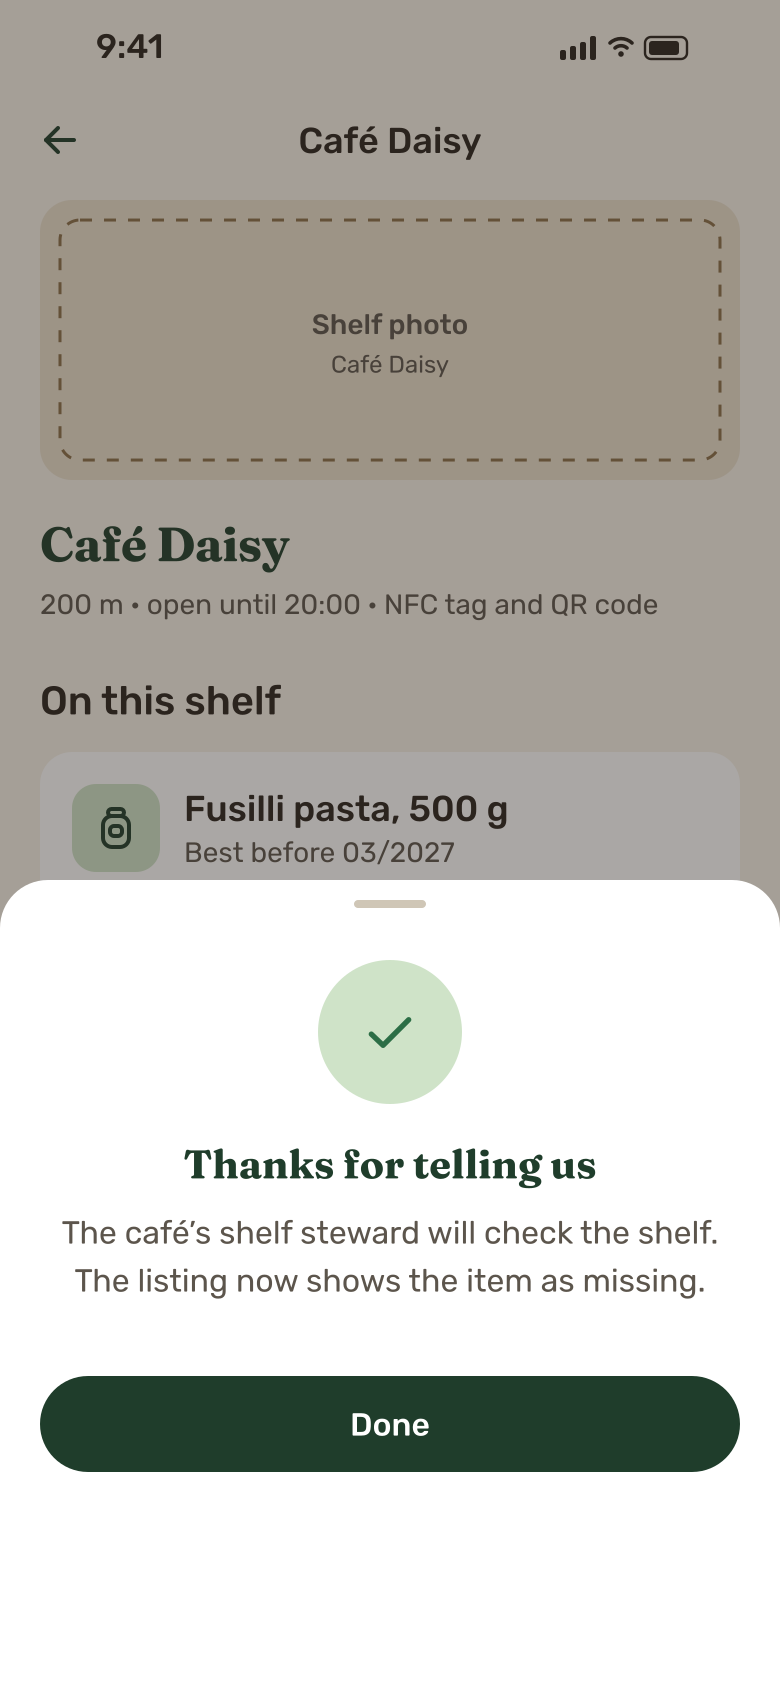 9:41
Café Daisy
Shelf photo
Café Daisy
Café Daisy
200 m • open until 20:00 • NFC tag and QR code
On this shelf
Fusilli pasta, 500 g
Best before 03/2027
Thanks for telling us
The café’s shelf steward will check the shelf.
The listing now shows the item as missing.
Done